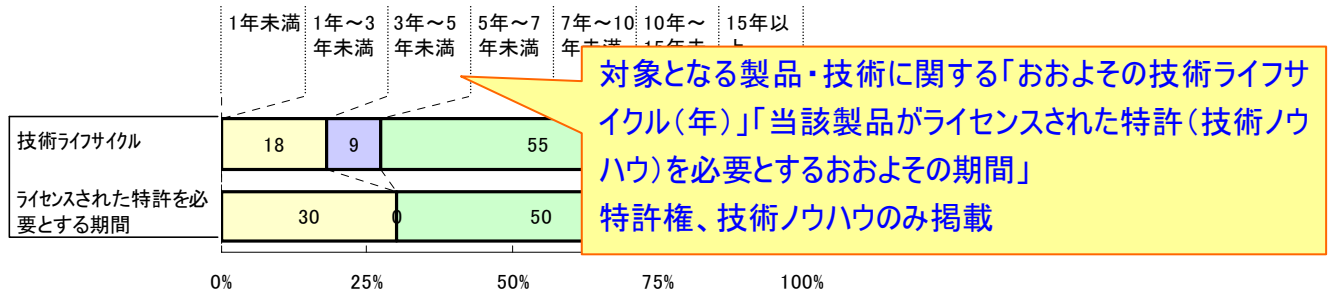 1年未満 1年～3年未満 3年～5年未満 5年～7年未満 7年～10 10年～ 15年以
対象となる製品・技術に関する「おおよその技術ライフサ
イクル(年)」「当該製品がライセンスされた特許(技術ノウ
ハウ)を必要とするおおよその期間」
特許権、技術ノウハウのみ掲載
技術ライフサイクル 18 9 55
ライセンスされた特許を必
要とする期間 30 0 50
0% 25% 50% 75% 100%